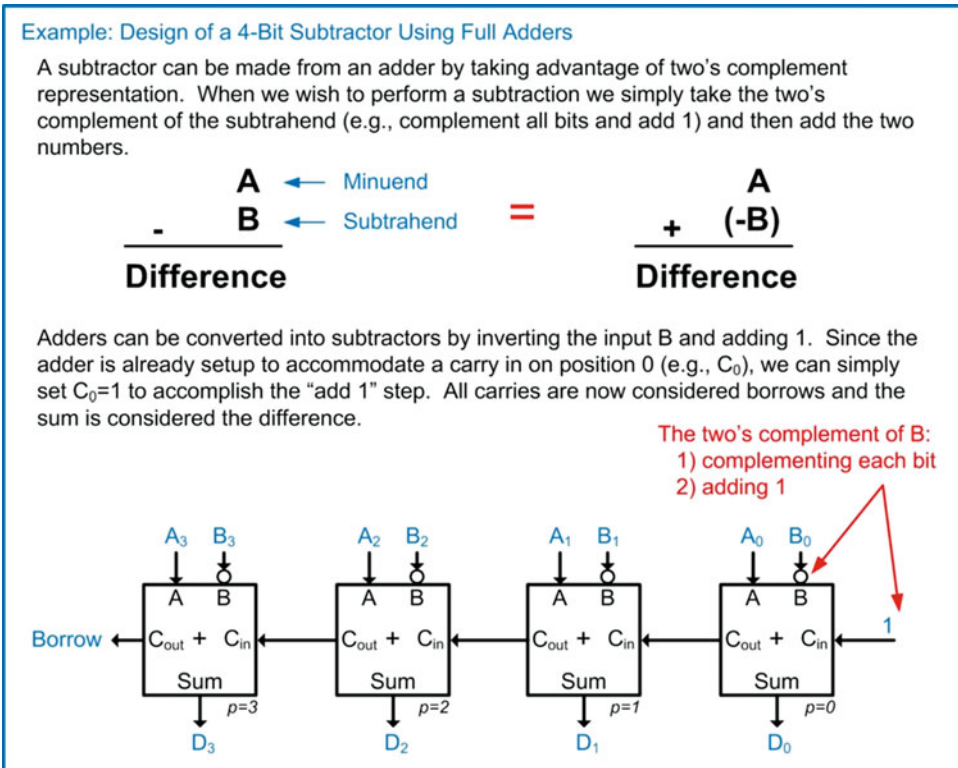 Example: Design of a 4-Bit Subtractor Using Full Adders
A subtractor can be made from an adder by taking advantage of two's complement
representation. When we wish to perform a subtraction we simply take the two's
complement of the subtrahend (e.g., complement all bits and add 1) and then add the two
numbers.
A ← Minuend A
- B ← Subtrahend = + (-B)
Difference Difference
Adders can be converted into subtractors by inverting the input B and adding 1. Since the
adder is already setup to accommodate a carry in on position 0 (e.g., C₀), we can simply
set C₀=1 to accomplish the “add 1” step. All carries are now considered borrows and the
sum is considered the difference.
The two's complement of B:
1) complementing each bit
2) adding 1
A₃ B₃ A₂ B₂ A₁ B₁ A₀ B₀
A B A B A B A B
1
Borrow Cout + Cin Cout + Cin Cout + Cin Cout + Cin
Sum Sum Sum Sum
p=3 p=2 p=1 p=0
D₃ D₂ D₁ D₀